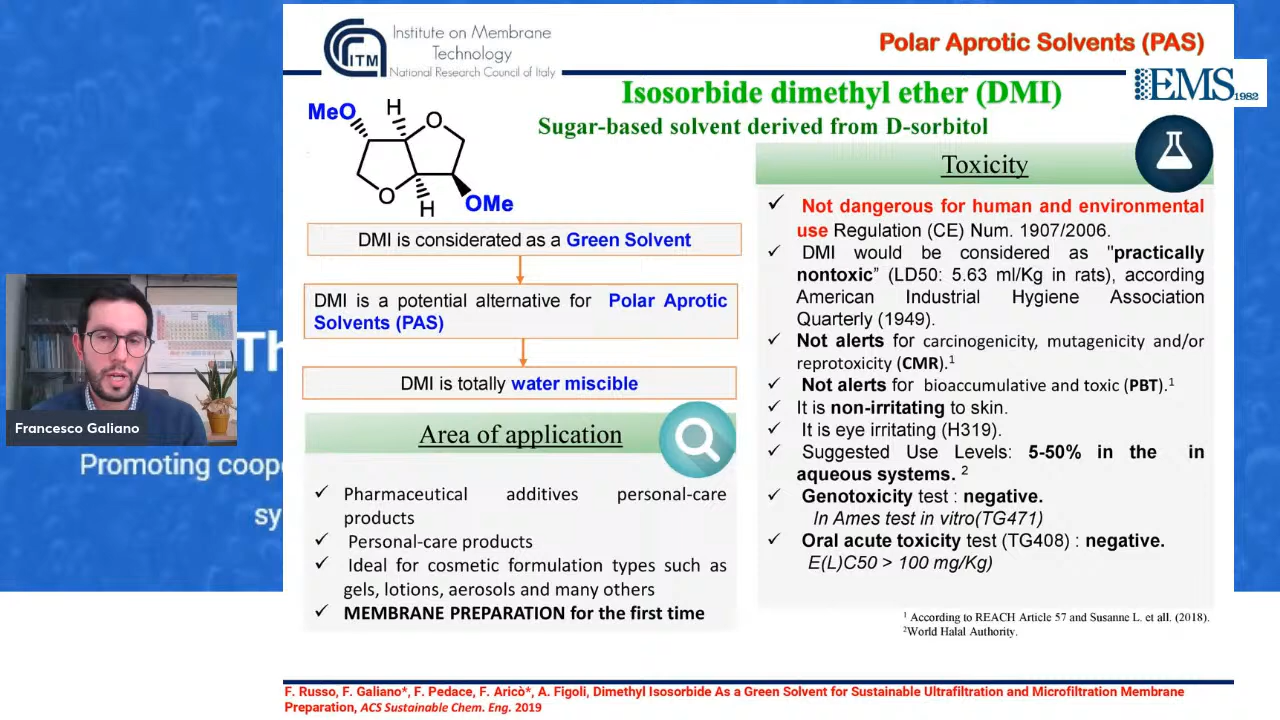 ITM
Institute on Membrane
Technology
National Research Council of Italy
Polar Aprotic Solvents (PAS)
EMS 1982
Isosorbide dimethyl ether (DMI)
Sugar-based solvent derived from D-sorbitol
MeO
H
O
O
H
OMe
DMI is considerated as a Green Solvent
DMI is a potential alternative for Polar Aprotic
Solvents (PAS)
DMI is totally water miscible
Area of application
✓ Pharmaceutical additives personal-care
products
✓ Personal-care products
✓ Ideal for cosmetic formulation types such as
gels, lotions, aerosols and many others
✓ MEMBRANE PREPARATION for the first time
Toxicity
✓ Not dangerous for human and environmental
use Regulation (CE) Num. 1907/2006.
✓ DMI would be considered as "practically
nontoxic” (LD50: 5.63 ml/Kg in rats), according
American Industrial Hygiene Association
Quarterly (1949).
✓ Not alerts for carcinogenicity, mutagenicity and/or
reprotoxicity (CMR).1
✓ Not alerts for bioaccumulative and toxic (PBT).1
✓ It is non-irritating to skin.
✓ It is eye irritating (H319).
✓ Suggested Use Levels: 5-50% in the in
aqueous systems. 2
✓ Genotoxicity test : negative.
In Ames test in vitro(TG471)
✓ Oral acute toxicity test (TG408) : negative.
E(L)C50 > 100 mg/Kg)
1 According to REACH Article 57 and Susanne L. et all. (2018).
2World Halal Authority.
F. Russo, F. Galiano*, F. Pedace, F. Aricò*, A. Figoli, Dimethyl Isosorbide As a Green Solvent for Sustainable Ultrafiltration and Microfiltration Membrane
Preparation, ACS Sustainable Chem. Eng. 2019
Francesco Galiano
Th
Promoting coope
sy